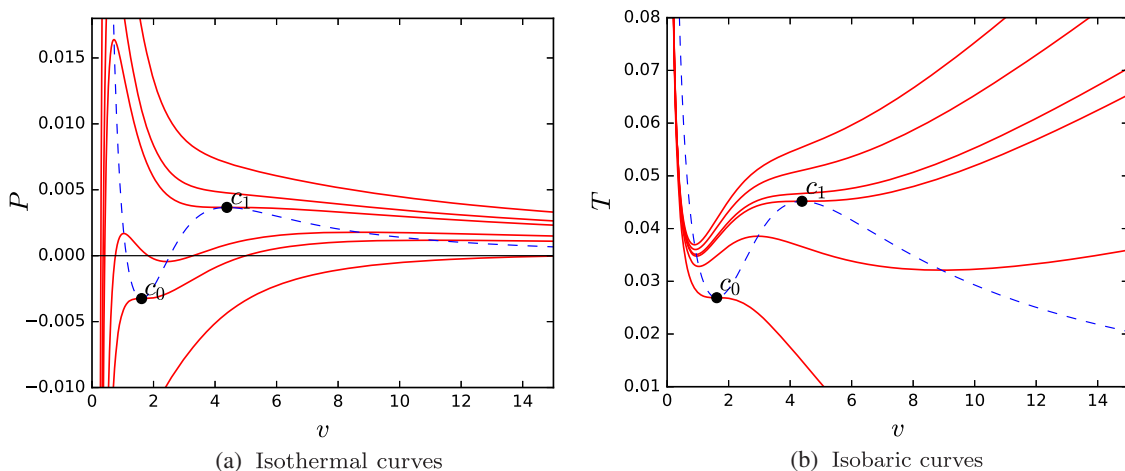 0.015
0.010
0.005
0.000
−0.005
−0.010
P
c1
c0
0 2 4 6 8 10 12 14
v
(a) Isothermal curves
0.08
0.07
0.06
0.05
0.04
0.03
0.02
0.01
T
c1
c0
0 2 4 6 8 10 12 14
v
(b) Isobaric curves